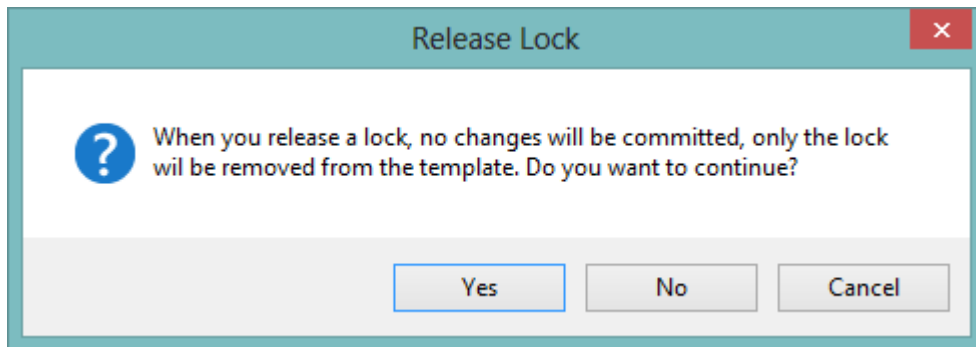 Release Lock
When you release a lock, no changes will be committed, only the lock
wil be removed from the template. Do you want to continue?
Yes No Cancel